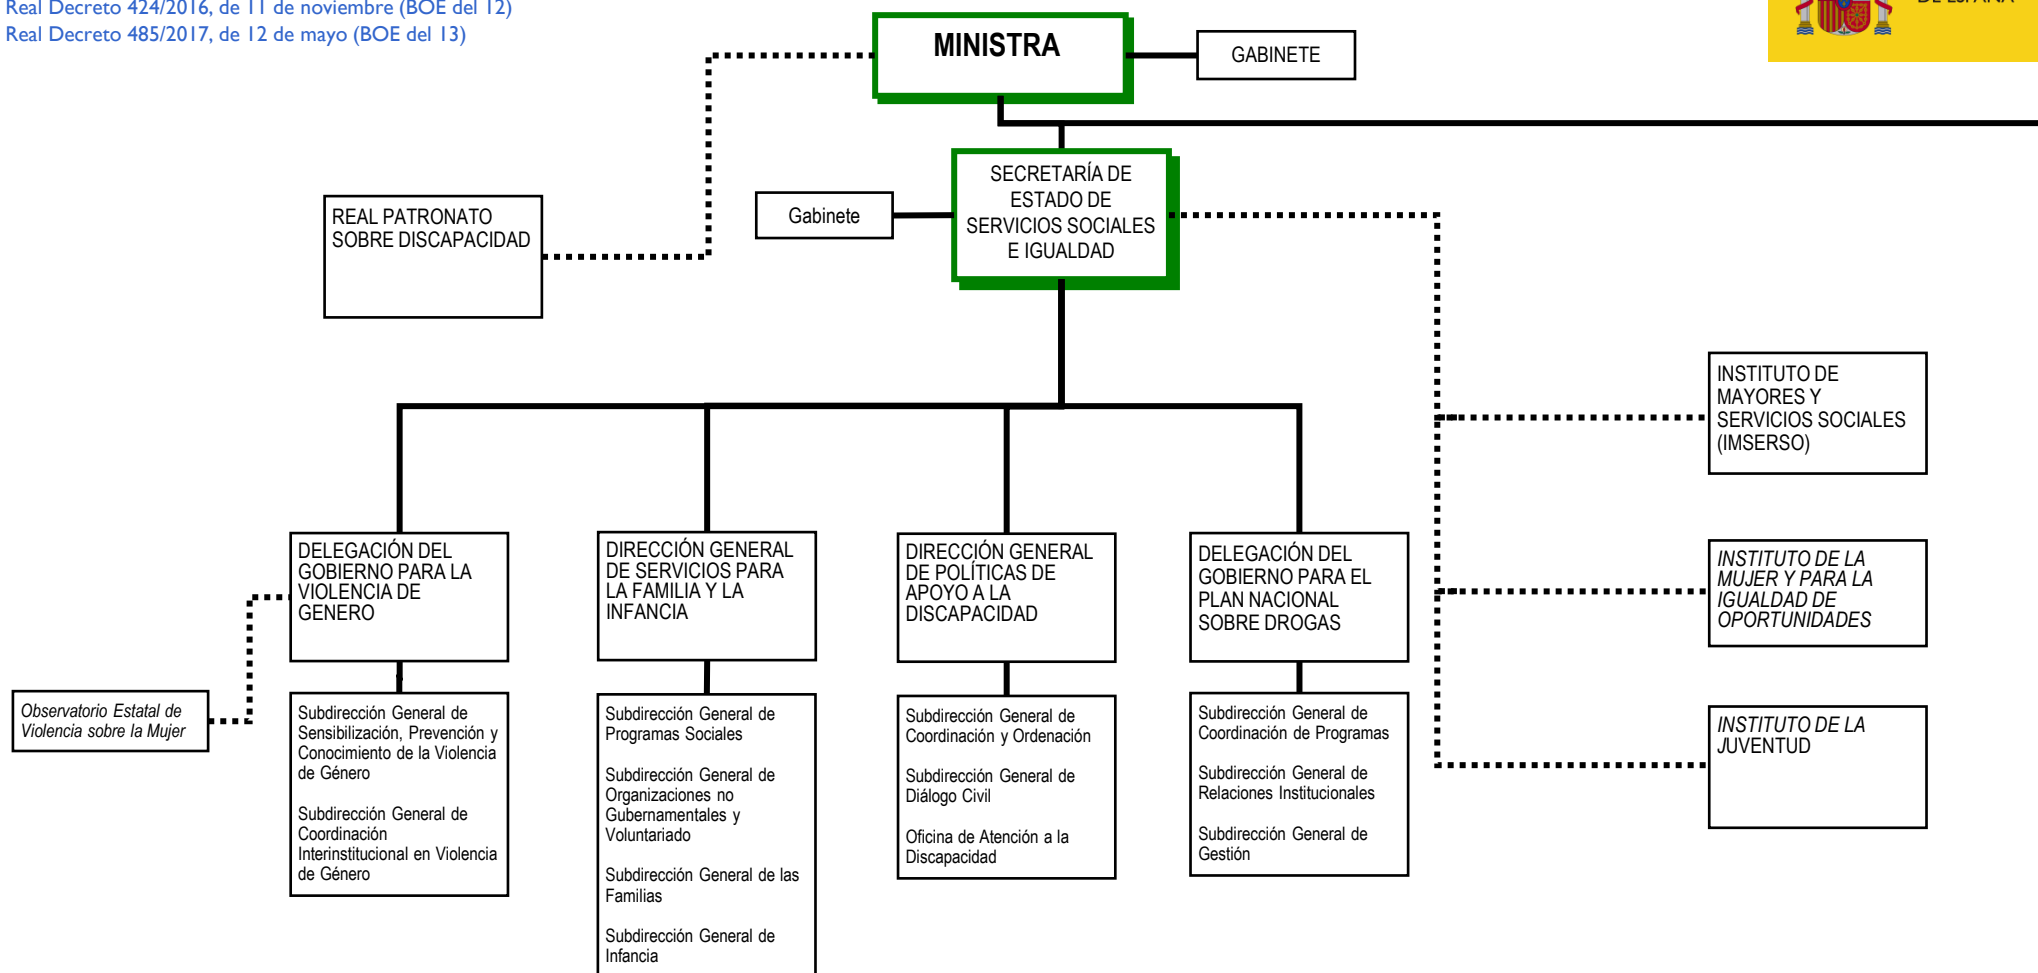 Real Decreto 424/2016, de 11 de noviembre (BOE del 12)
Real Decreto 485/2017, de 12 de mayo (BOE del 13)
MINISTRA
GABINETE
DE ESPAÑA
SECRETARÍA DE
ESTADO DE
SERVICIOS SOCIALES
E IGUALDAD
Gabinete
REAL PATRONATO
SOBRE DISCAPACIDAD
INSTITUTO DE
MAYORES Y
SERVICIOS SOCIALES
(IMSERSO)
DELEGACIÓN DEL
GOBIERNO PARA LA
VIOLENCIA DE
GENERO
DIRECCIÓN GENERAL
DE SERVICIOS PARA
LA FAMILIA Y LA
INFANCIA
DIRECCIÓN GENERAL
DE POLÍTICAS DE
APOYO A LA
DISCAPACIDAD
DELEGACIÓN DEL
GOBIERNO PARA EL
PLAN NACIONAL
SOBRE DROGAS
INSTITUTO DE LA
MUJER Y PARA LA
IGUALDAD DE
OPORTUNIDADES
Observatorio Estatal de
Violencia sobre la Mujer
Subdirección General de
Sensibilización, Prevención y
Conocimiento de la Violencia
de Género
Subdirección General de
Coordinación
Interinstitucional en Violencia
de Género
Subdirección General de
Programas Sociales
Subdirección General de
Organizaciones no
Gubernamentales y
Voluntariado
Subdirección General de las
Familias
Subdirección General de
Infancia
Subdirección General de
Coordinación y Ordenación
Subdirección General de
Diálogo Civil
Oficina de Atención a la
Discapacidad
Subdirección General de
Coordinación de Programas
Subdirección General de
Relaciones Institucionales
Subdirección General de
Gestión
INSTITUTO DE LA
JUVENTUD